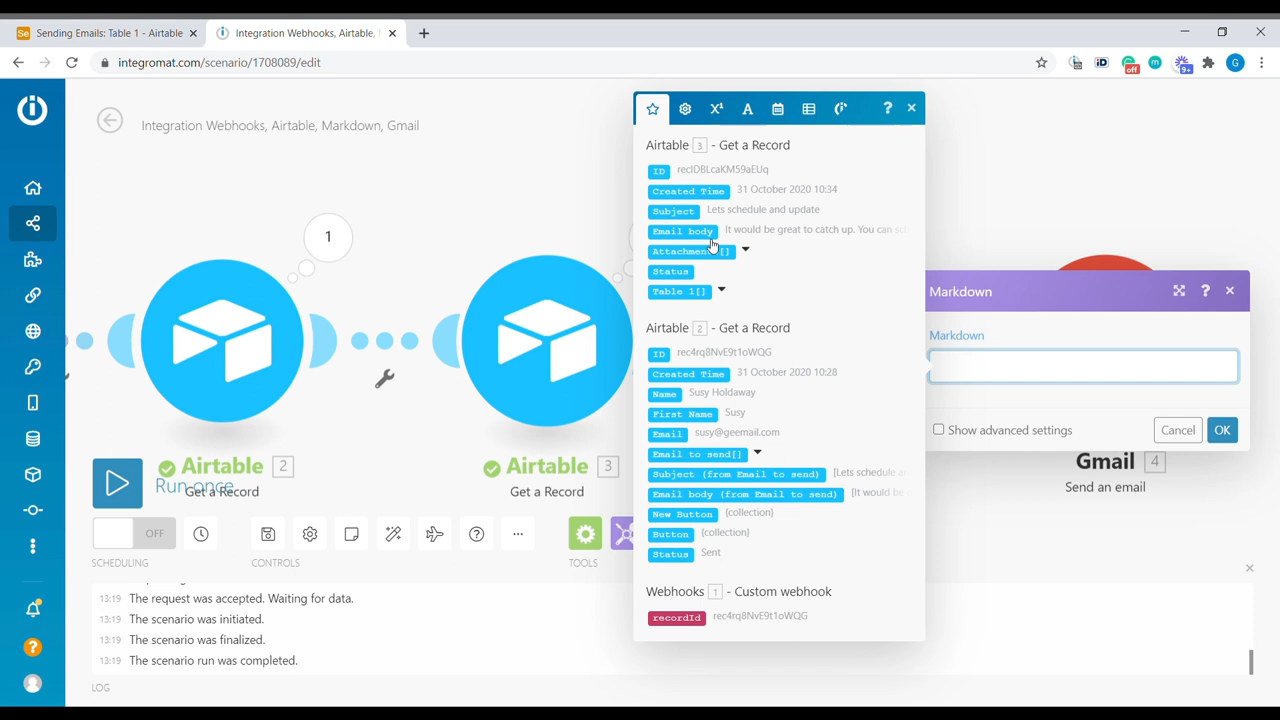 Sending Emails: Table 1 - Airtable
Integration Webhooks, Airtable,
integromat.com/scenario/1708089/edit
off
9+
G
Integration Webhooks, Airtable, Markdown, Gmail
1
Airtable 2
Get a Record
Run once
Airtable 3
Get a Record
Gmail 4
Send an email
Airtable 3 - Get a Record
ID recIDBLcaKM59aEUq
Created Time 31 October 2020 10:34
Subject Lets schedule and update
Email body It would be great to catch up. You can
Status
Table 1[]
Airtable 2 - Get a Record
ID rec4rq8NvE9t1oWQG
Created Time 31 October 2020 10:28
Name Susy Holdaway
First Name Susy
Email susy@geemail.com
Email to send[]
Subject (from Email to send) [Lets schedule
Email body (from Email to send) [It would be
New Button (collection)
Button (collection)
Status Sent
Webhooks 1 - Custom webhook
recordId rec4rq8NvE9t1oWQG
Markdown
Markdown
Show advanced settings
Cancel
OK
OFF
SCHEDULING
CONTROLS
TOOLS
13:19 The request was accepted. Waiting for data.
13:19 The scenario was initiated.
13:19 The scenario was finalized.
13:19 The scenario run was completed.
LOG